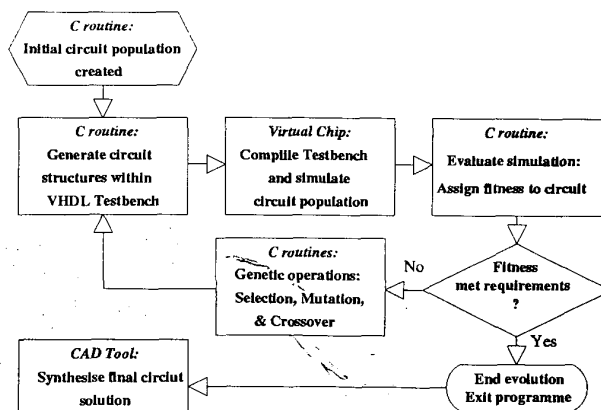 C routine:
Initial circuit population
created
C routine:
Generate circuit
structures within
VHDL Testbench
Virtual Chip:
Complile Testbench
and simulate
circuit population
C routine:
Evaluate simulation:
Assign fitness to circuit
Fitness
met requirements
?
No
Yes
C routines:
Genetic operations:
Selection, Mutation,
& Crossover
End evolution
Exit programme
CAD Tool:
Synthesise final circiut
solution